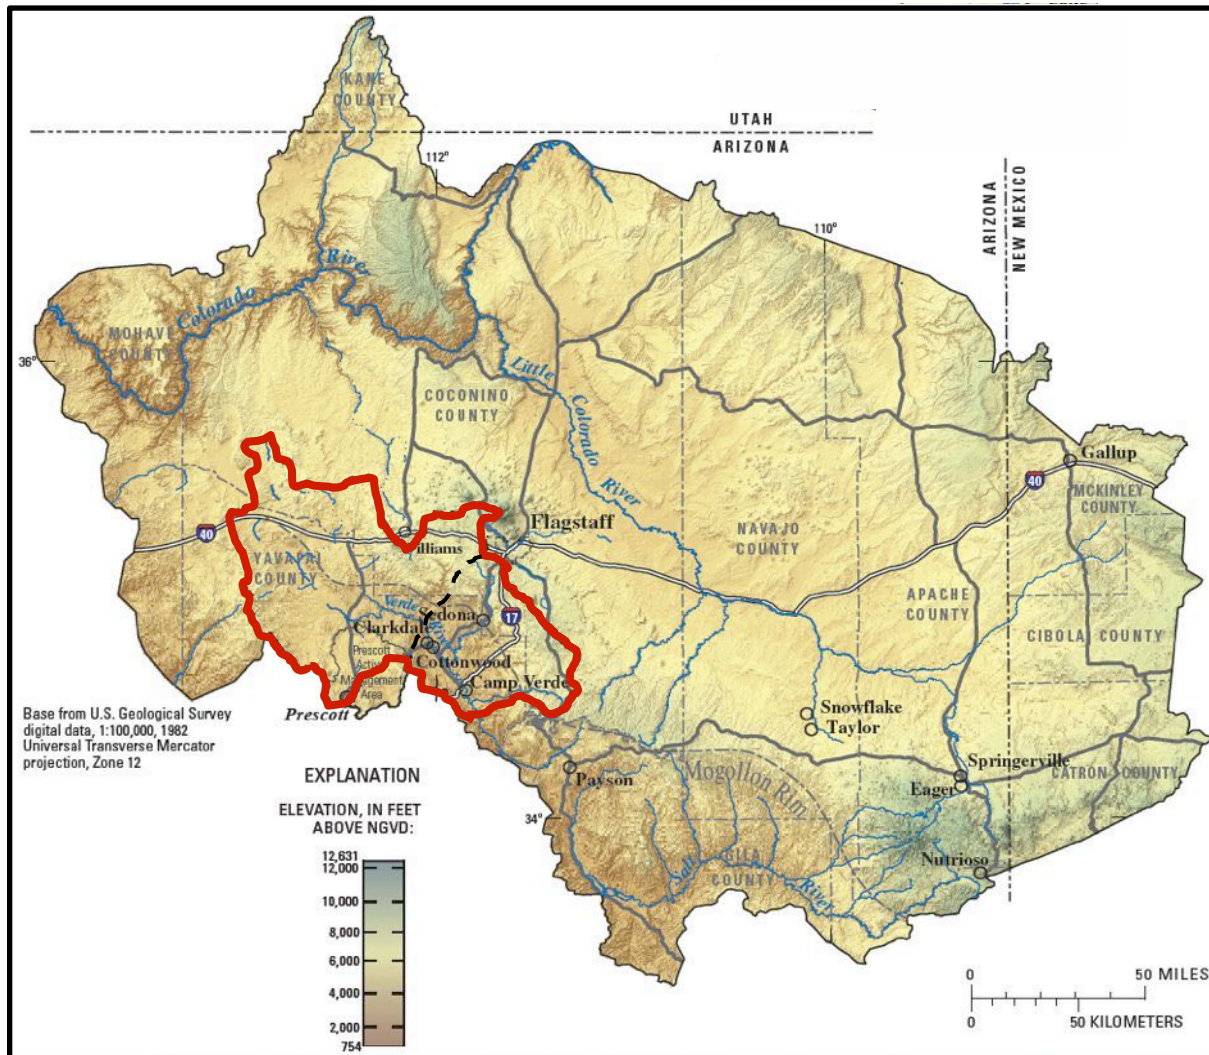 KANE
COUNTY
UTAH
ARIZONA
112°
110°
ARIZONA
NEW MEXICO
River
Colorado
MOHAVE
COUNTY
36°
Little
Colorado
River
COCONINO
COUNTY
Gallup
40
MCKINLEY
COUNTY
40
Flagstaff
illiams
NAVAJO
COUNTY
YAVAPAI
COUNTY
APACHE
COUNTY
Verde
River
Sedona
17
Clarkdale
CIBOLA COUNTY
Prescott
Active
Management
Area
Cottonwood
Camp Verde
Prescott
Snowflake
Taylor
Base from U.S. Geological Survey
digital data, 1:100,000, 1982
Universal Transverse Mercator
projection, Zone 12
Springerville
CATRON COUNTY
Eager
Payson
Mogollon Rim
34°
Nutrioso
Salt
River
GILA
COUNTY
EXPLANATION
ELEVATION, IN FEET
ABOVE NGVD:
12,631
12,000
10,000
8,000
6,000
4,000
2,000
754
0 50 MILES
0 50 KILOMETERS